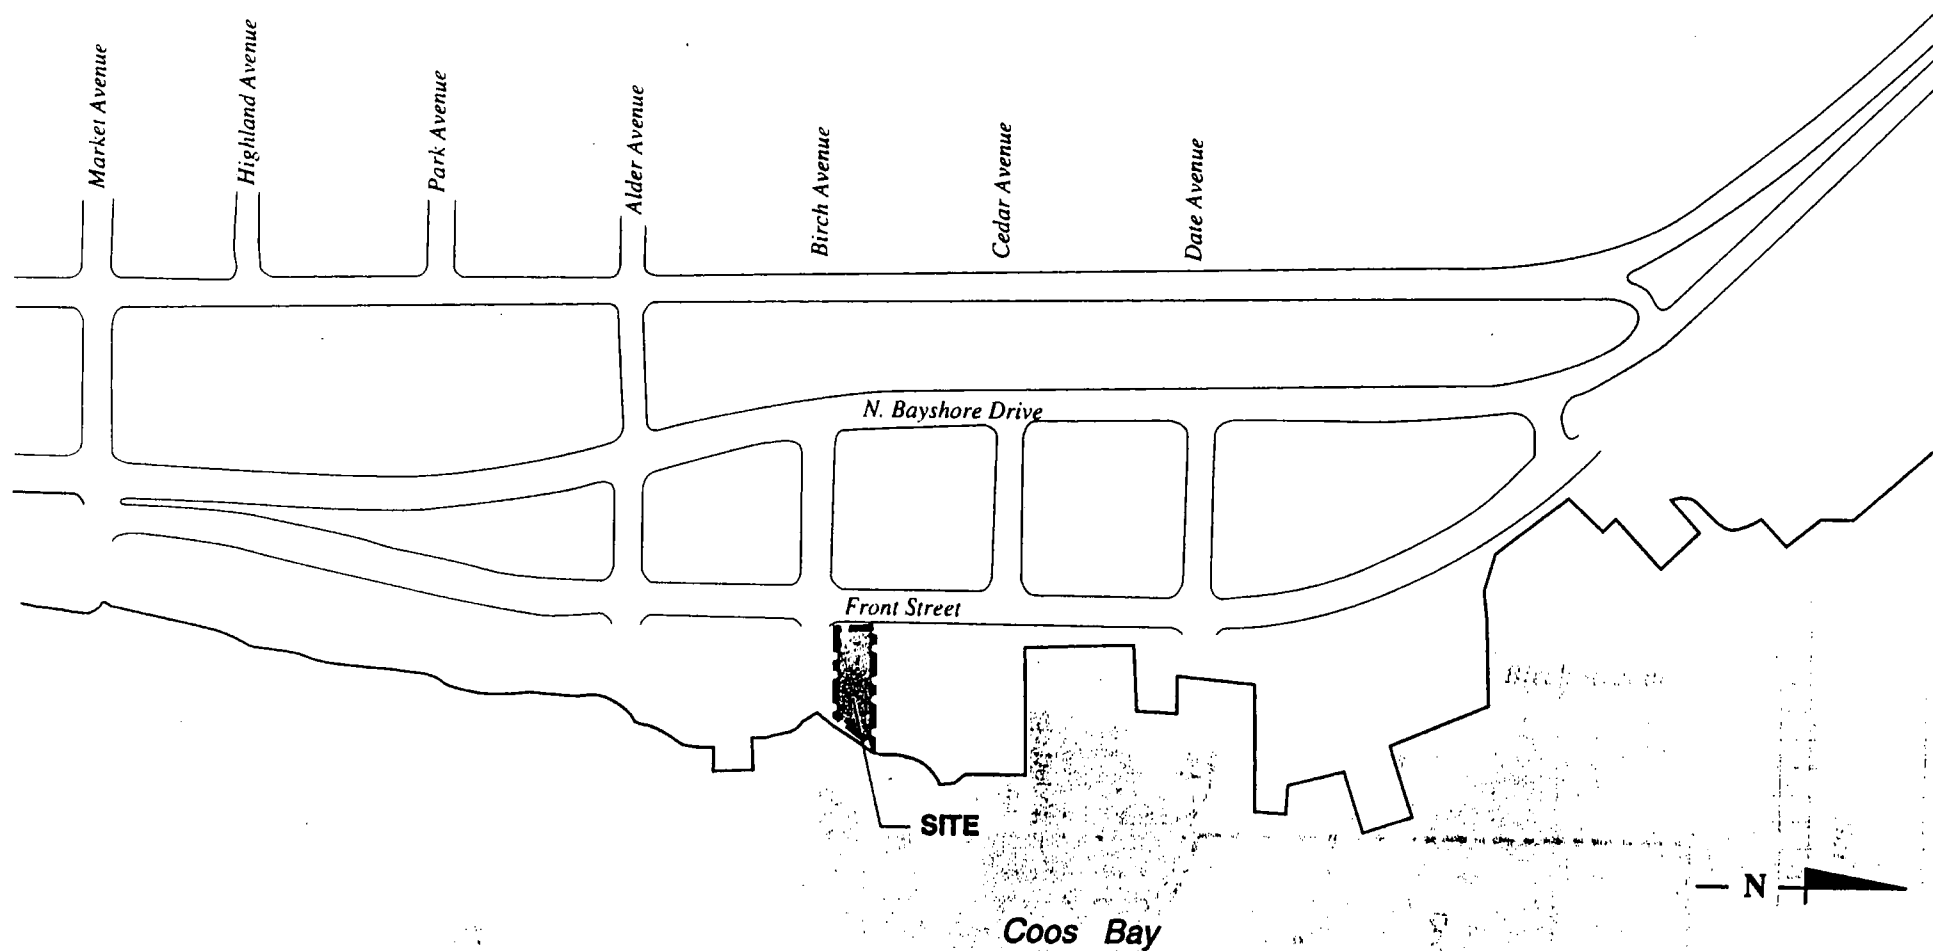 Market Avenue
Highland Avenue
Park Avenue
Alder Avenue
Birch Avenue
Cedar Avenue
Date Avenue
N. Bayshore Drive
Front Street
SITE
N
Coos Bay